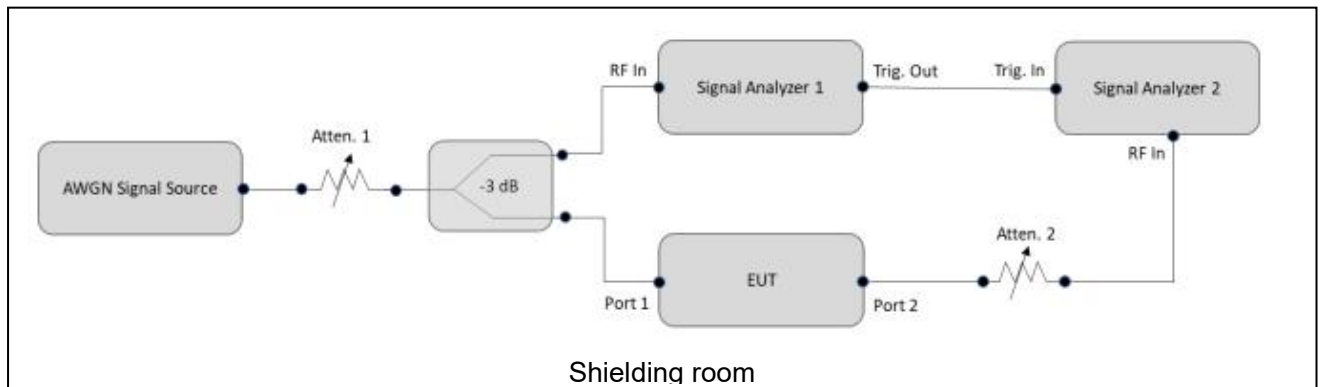 RF In
Signal Analyzer 1
Trig. Out
Trig. In
Signal Analyzer 2
RF In
Atten. 1
AWGN Signal Source
-3 dB
Atten. 2
Port 1
EUT
Port 2
Shielding room